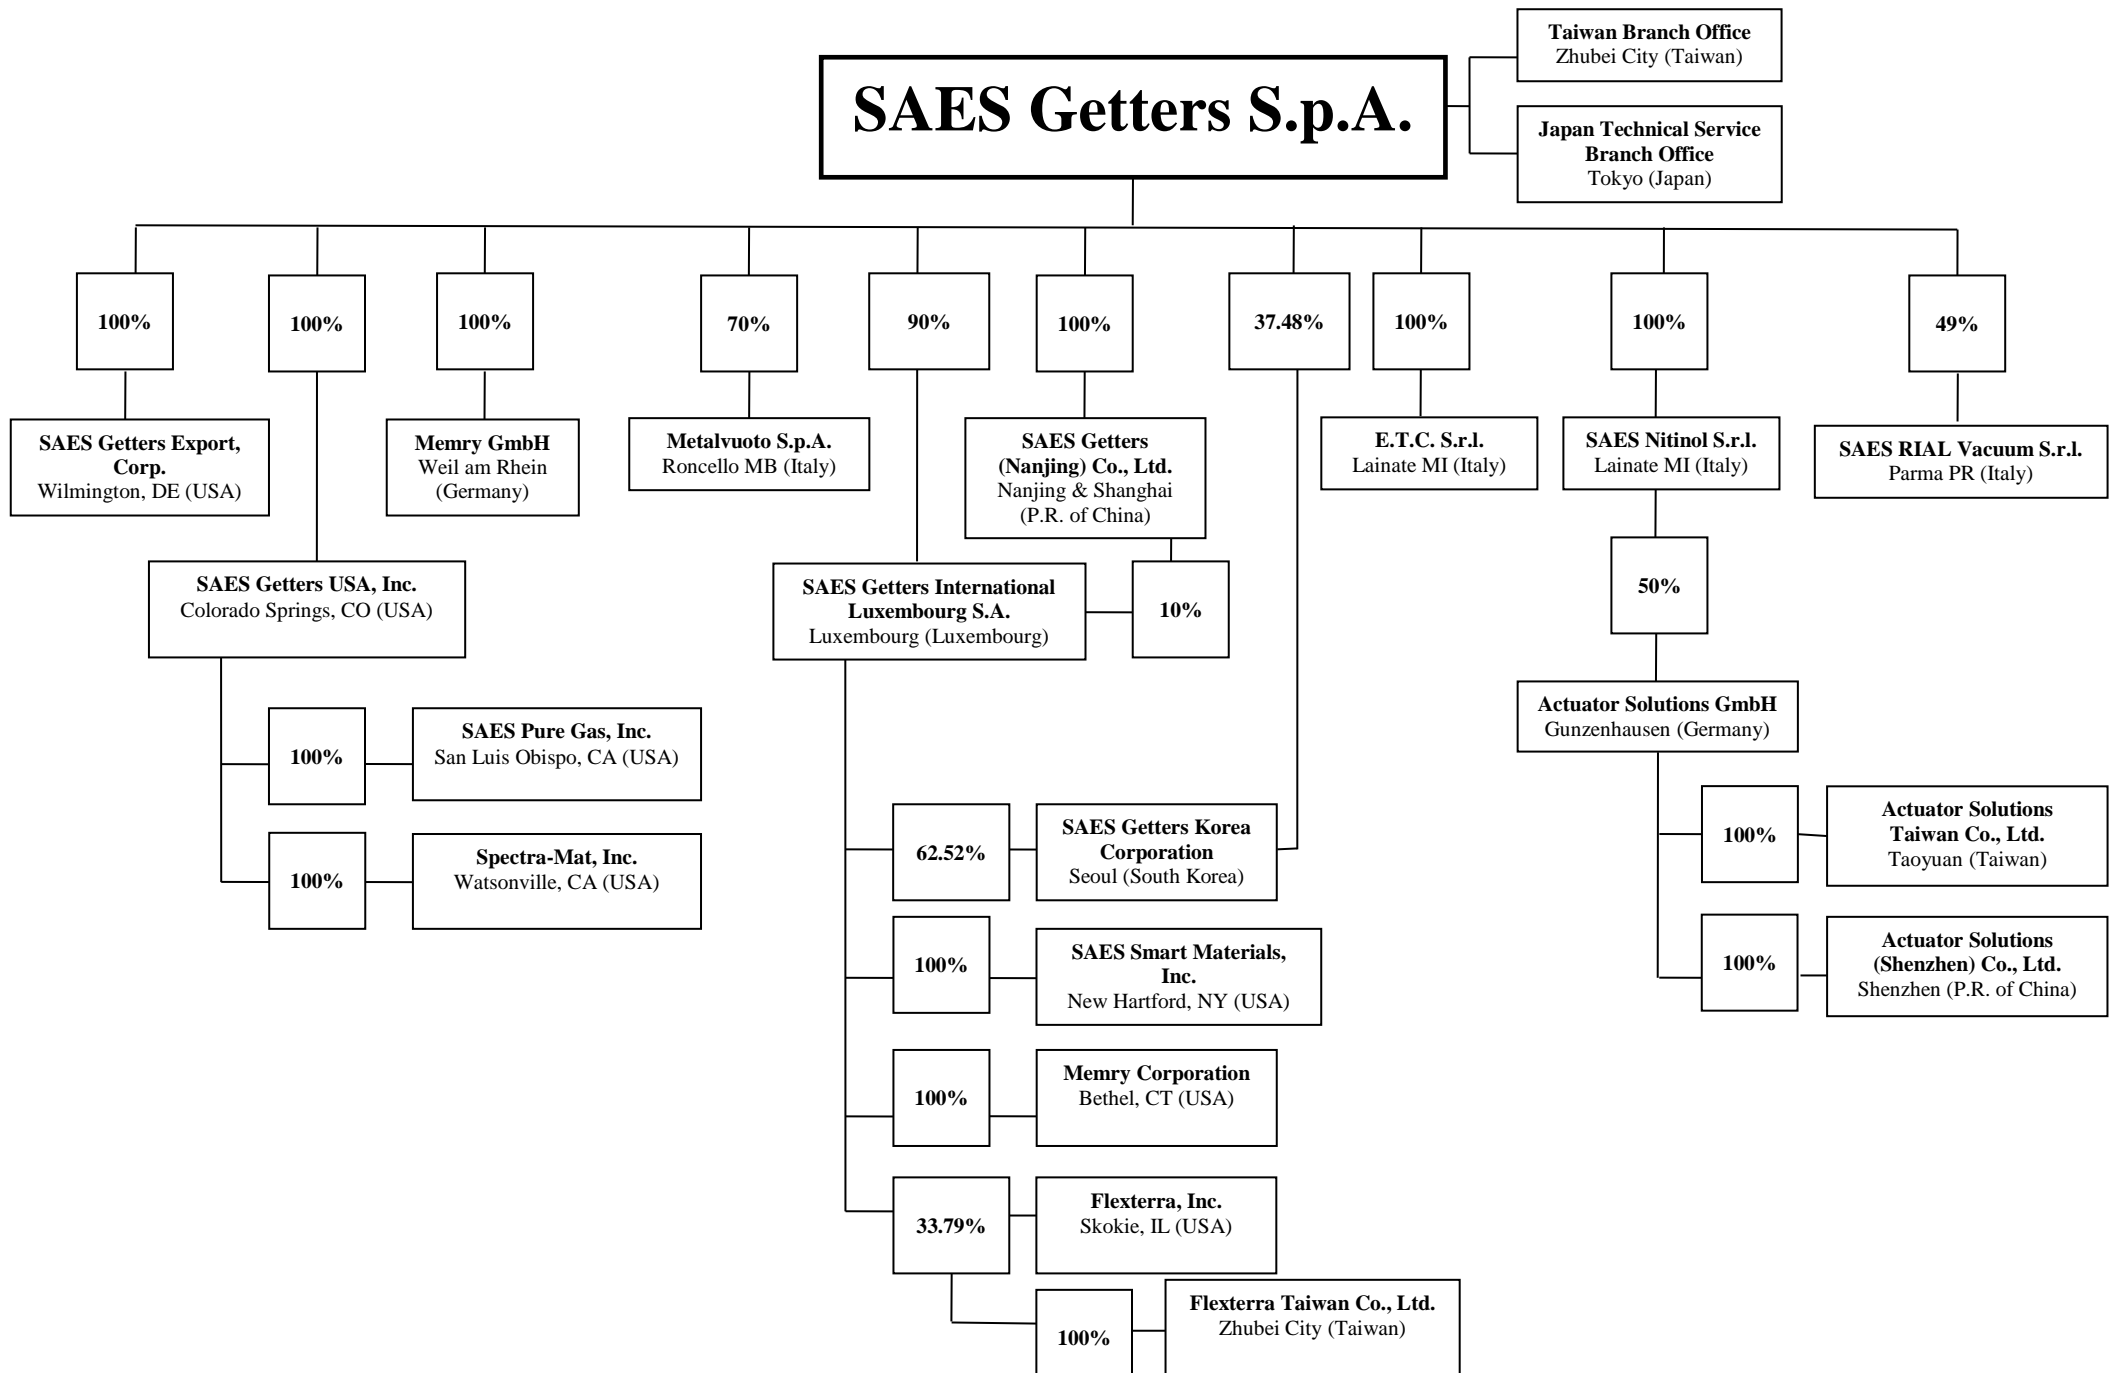 Taiwan Branch Office
Zhubei City (Taiwan)
SAES Getters S.p.A.
Japan Technical Service
Branch Office
Tokyo (Japan)
100%
100%
100%
70%
90%
100%
37.48%
100%
100%
49%
SAES Getters Export,
Corp.
Wilmington, DE (USA)
Memry GmbH
Weil am Rhein
(Germany)
Metalvuoto S.p.A.
Roncello MB (Italy)
SAES Getters
(Nanjing) Co., Ltd.
Nanjing & Shanghai
(P.R. of China)
E.T.C. S.r.l.
Lainate MI (Italy)
SAES Nitinol S.r.l.
Lainate MI (Italy)
SAES RIAL Vacuum S.r.l.
Parma PR (Italy)
SAES Getters USA, Inc.
Colorado Springs, CO (USA)
SAES Getters International
Luxembourg S.A.
Luxembourg (Luxembourg)
10%
50%
100%
SAES Pure Gas, Inc.
San Luis Obispo, CA (USA)
100%
Spectra-Mat, Inc.
Watsonville, CA (USA)
Actuator Solutions GmbH
Gunzenhausen (Germany)
62.52%
SAES Getters Korea
Corporation
Seoul (South Korea)
100%
Actuator Solutions
Taiwan Co., Ltd.
Taoyuan (Taiwan)
100%
SAES Smart Materials,
Inc.
New Hartford, NY (USA)
100%
Actuator Solutions
(Shenzhen) Co., Ltd.
Shenzhen (P.R. of China)
100%
Memry Corporation
Bethel, CT (USA)
33.79%
Flexterra, Inc.
Skokie, IL (USA)
100%
Flexterra Taiwan Co., Ltd.
Zhubei City (Taiwan)